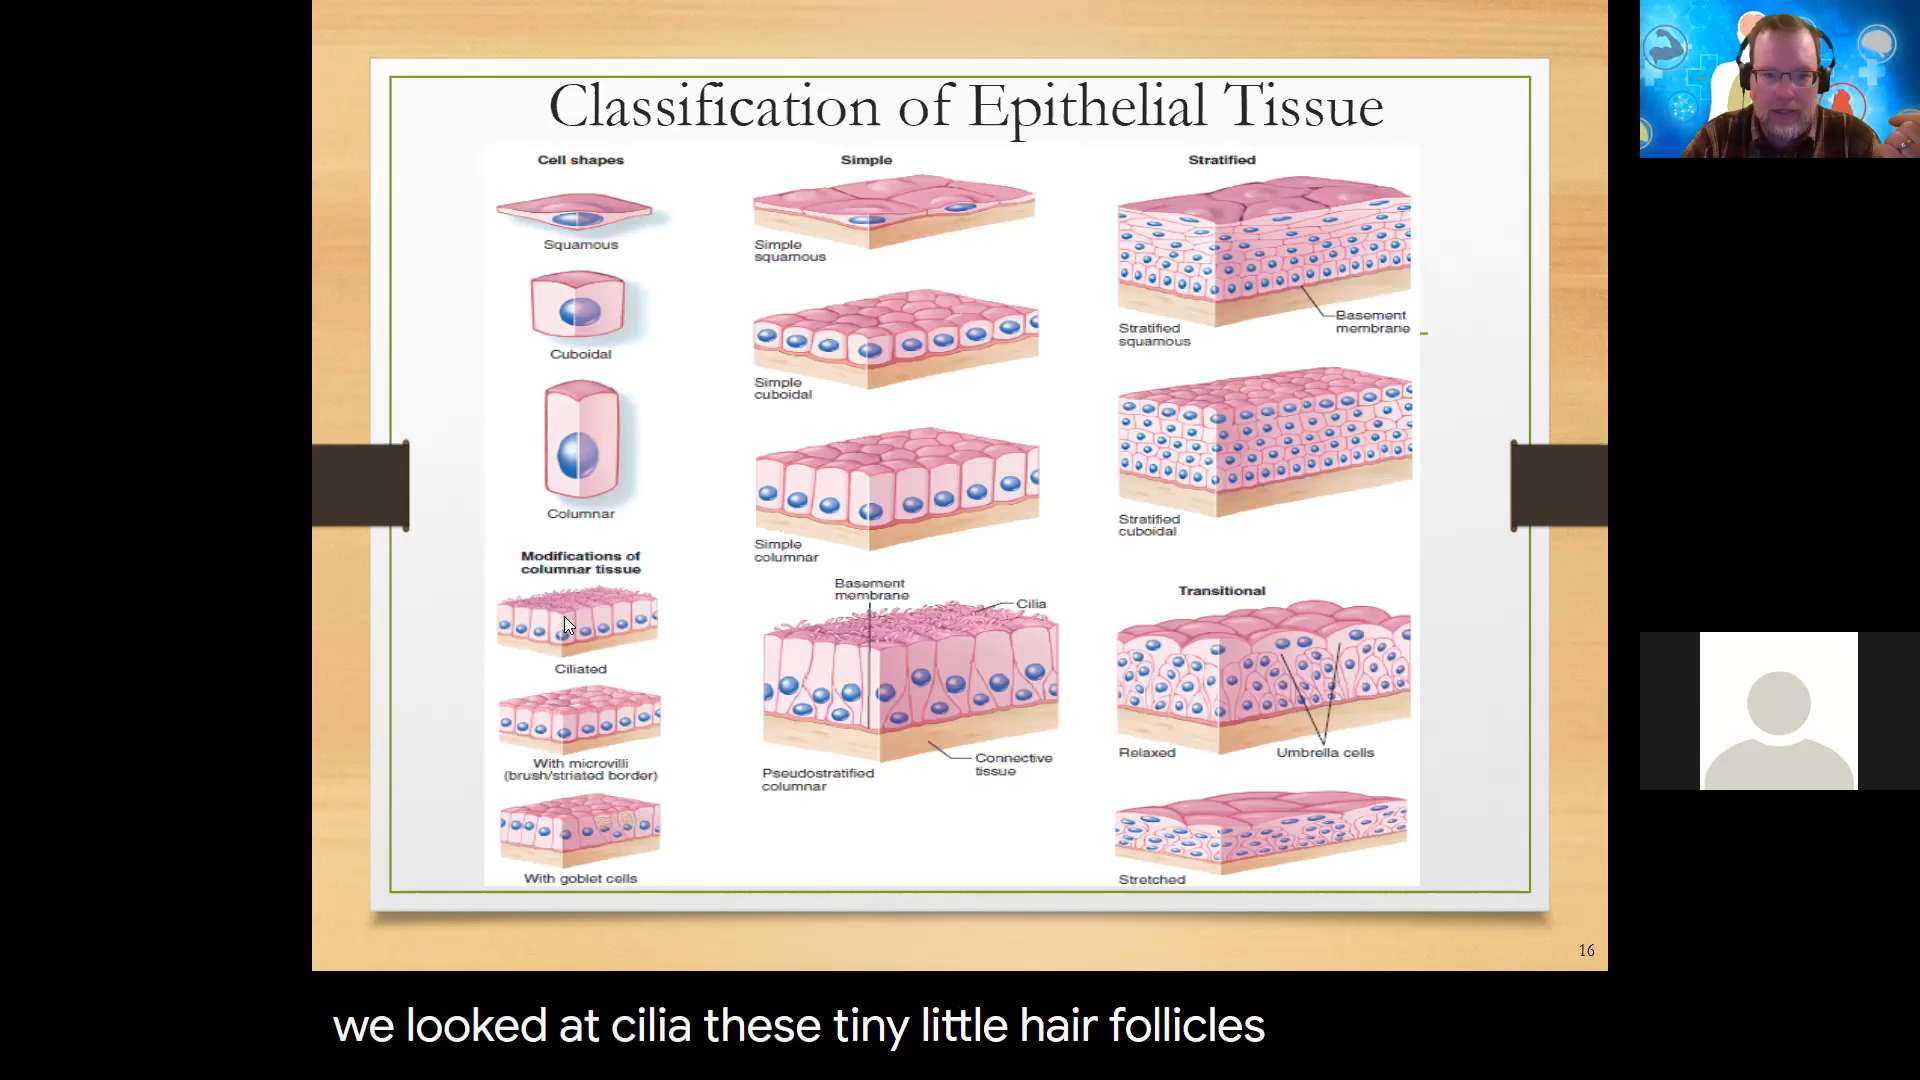 Classification of Epithelial Tissue
Cell shapes
Squamous
Cuboidal
Columnar
Modifications of
columnar tissue
Ciliated
With microvilli
(brush/striated border)
With goblet cells
Simple
Simple
squamous
Simple
cuboidal
Simple
columnar
Basement
membrane
Cilia
Connective
tissue
Pseudostratified
columnar
Stratified
Basement
membrane
Stratified
squamous
Stratified
cuboidal
Transitional
Relaxed
Umbrella cells
Stretched
16
we looked at cilia these tiny little hair follicles